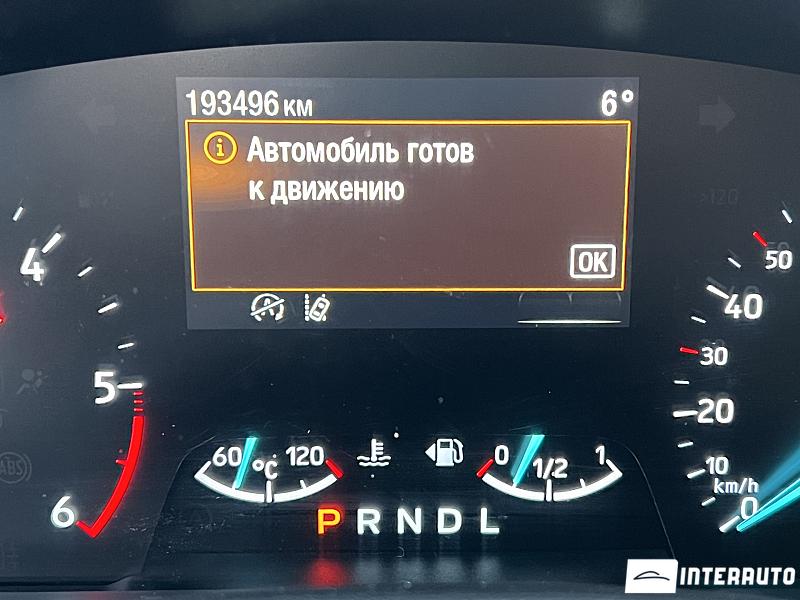 193496 км
6°
i Автомобиль готов
к движению
OK
4
5
6
60 °C 120
0 1/2 1
P R N D L
>120
50
40
30
20
10
km/h
0
ABS
INTERAUTO